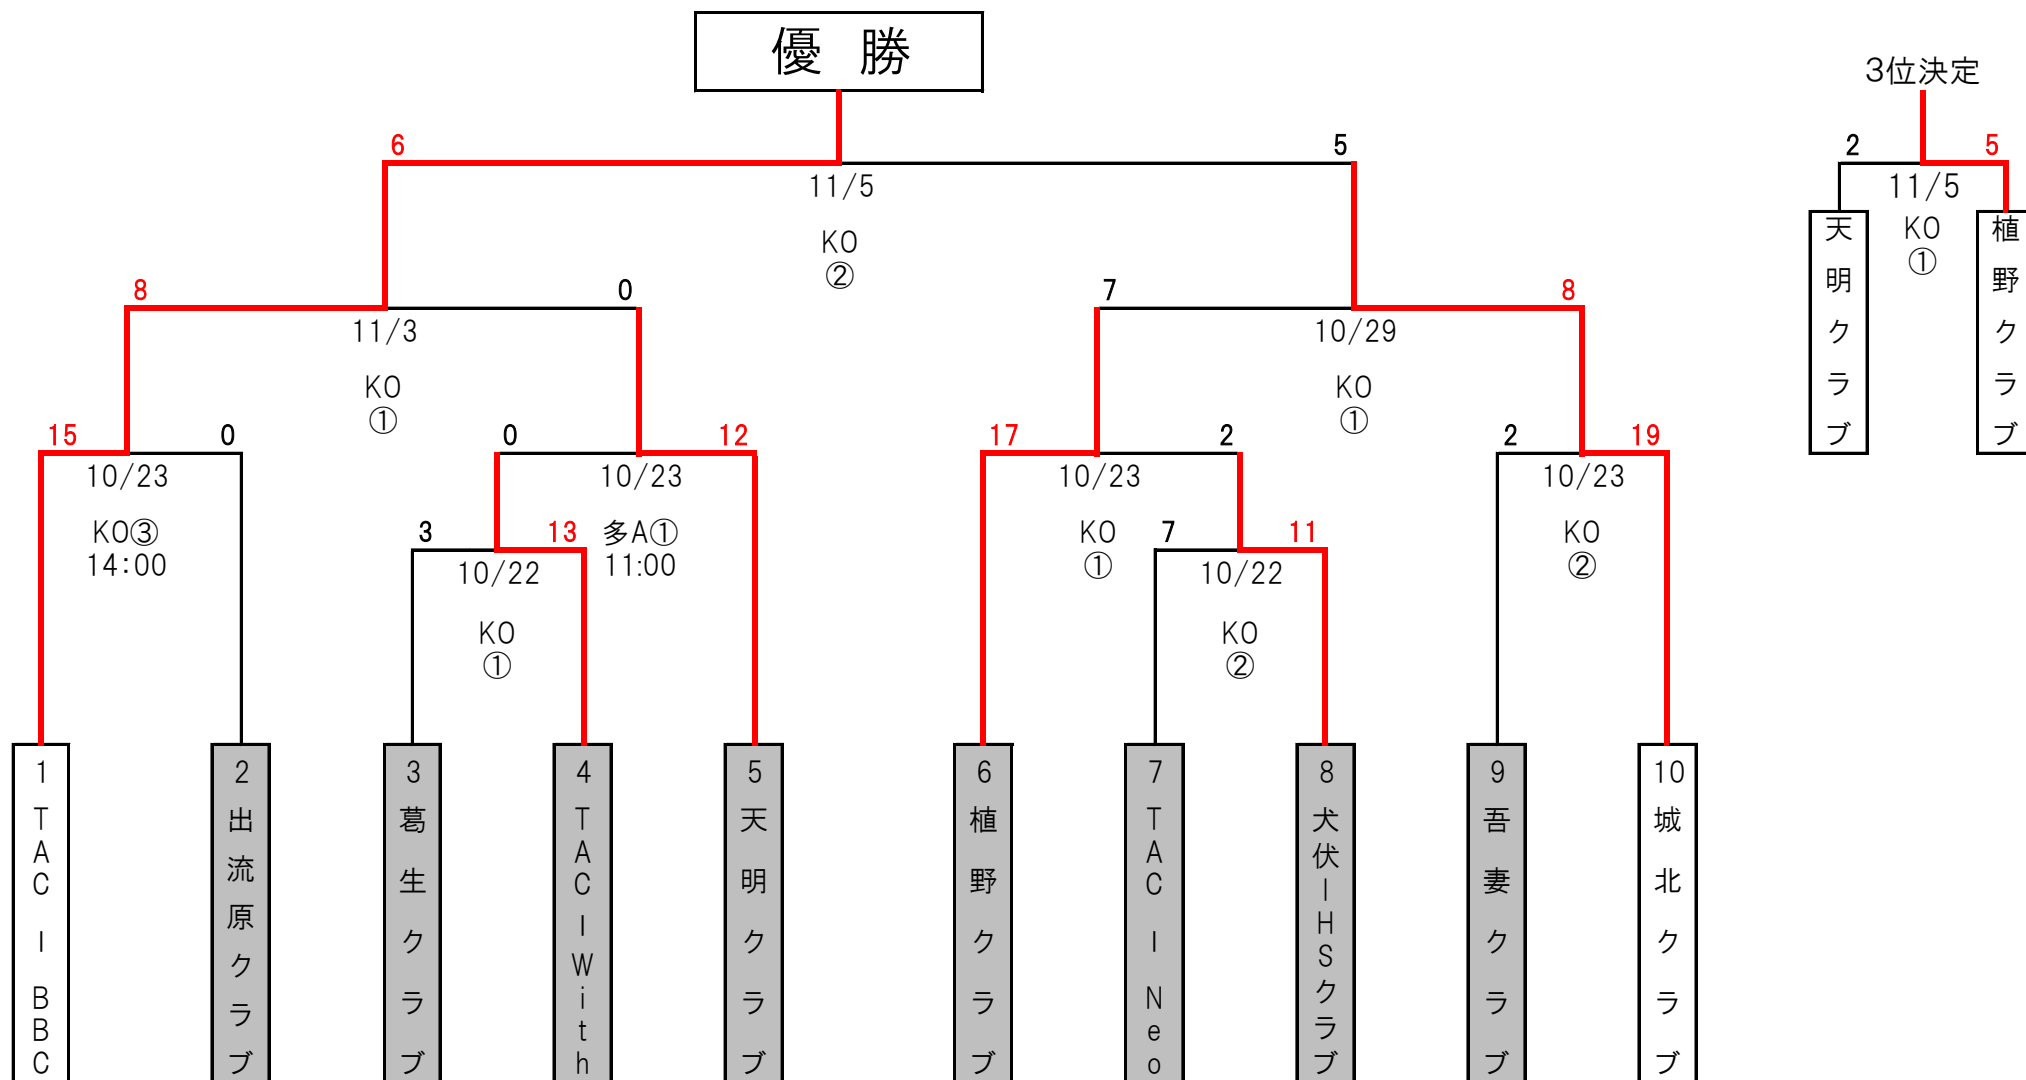 優 勝
3位決定
6
5
2
5
11/5
11/5
KO
②
KO
①
天明クラブ
植野クラブ
8
0
7
8
11/3
10/29
KO
①
KO
①
15
0
0
12
17
2
2
19
10/23
10/23
10/23
10/23
KO③
14:00
3
13
多A①
11:00
KO
①
7
11
KO
②
10/22
10/22
KO
①
KO
②
1 TAC I BBC
2 出流原クラブ
3 葛生クラブ
4 TAC I With
5 天明クラブ
6 植野クラブ
7 TAC I Neo
8 犬伏ーHSクラブ
9 吾妻クラブ
10 城北クラブ